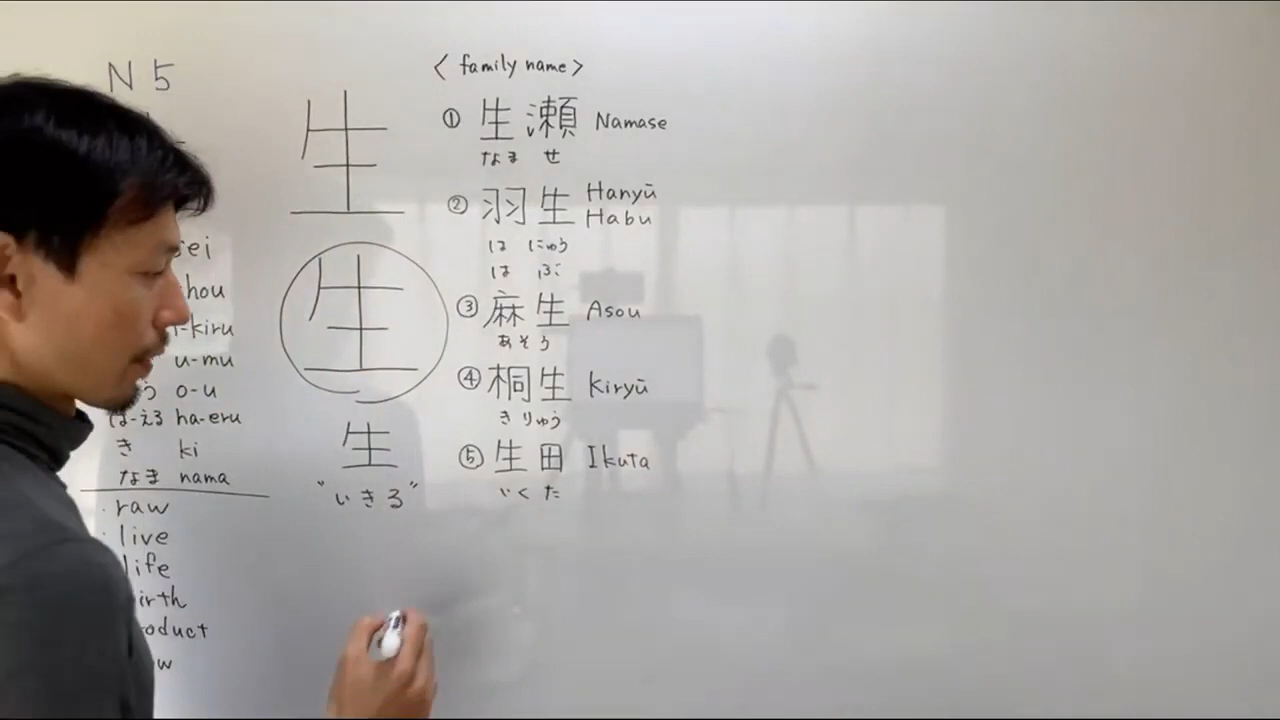 N 5
sei
hou
i-kiru
u-mu
う o-u
は-える ha-eru
き ki
なま nama
・raw
・live
life
irth
oduct
w
生
生
生
"いきる"
< family name >
① 生瀬 Namase
なま せ
② 羽生 Hanyū
Habu
は にゅう
は ぶ
③ 麻生 Asou
あそう
④ 桐生 Kiryū
きりゅう
⑤ 生田 Ikuta
いく た